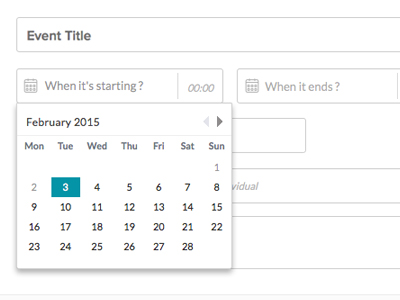 Event Title
When it's starting ? 00:00 When it ends ?
February 2015
Mon Tue Wed Thu Fri Sat Sun
1
2 3 4 5 6 7 8
9 10 11 12 13 14 15
16 17 18 19 20 21 22
23 24 25 26 27 28